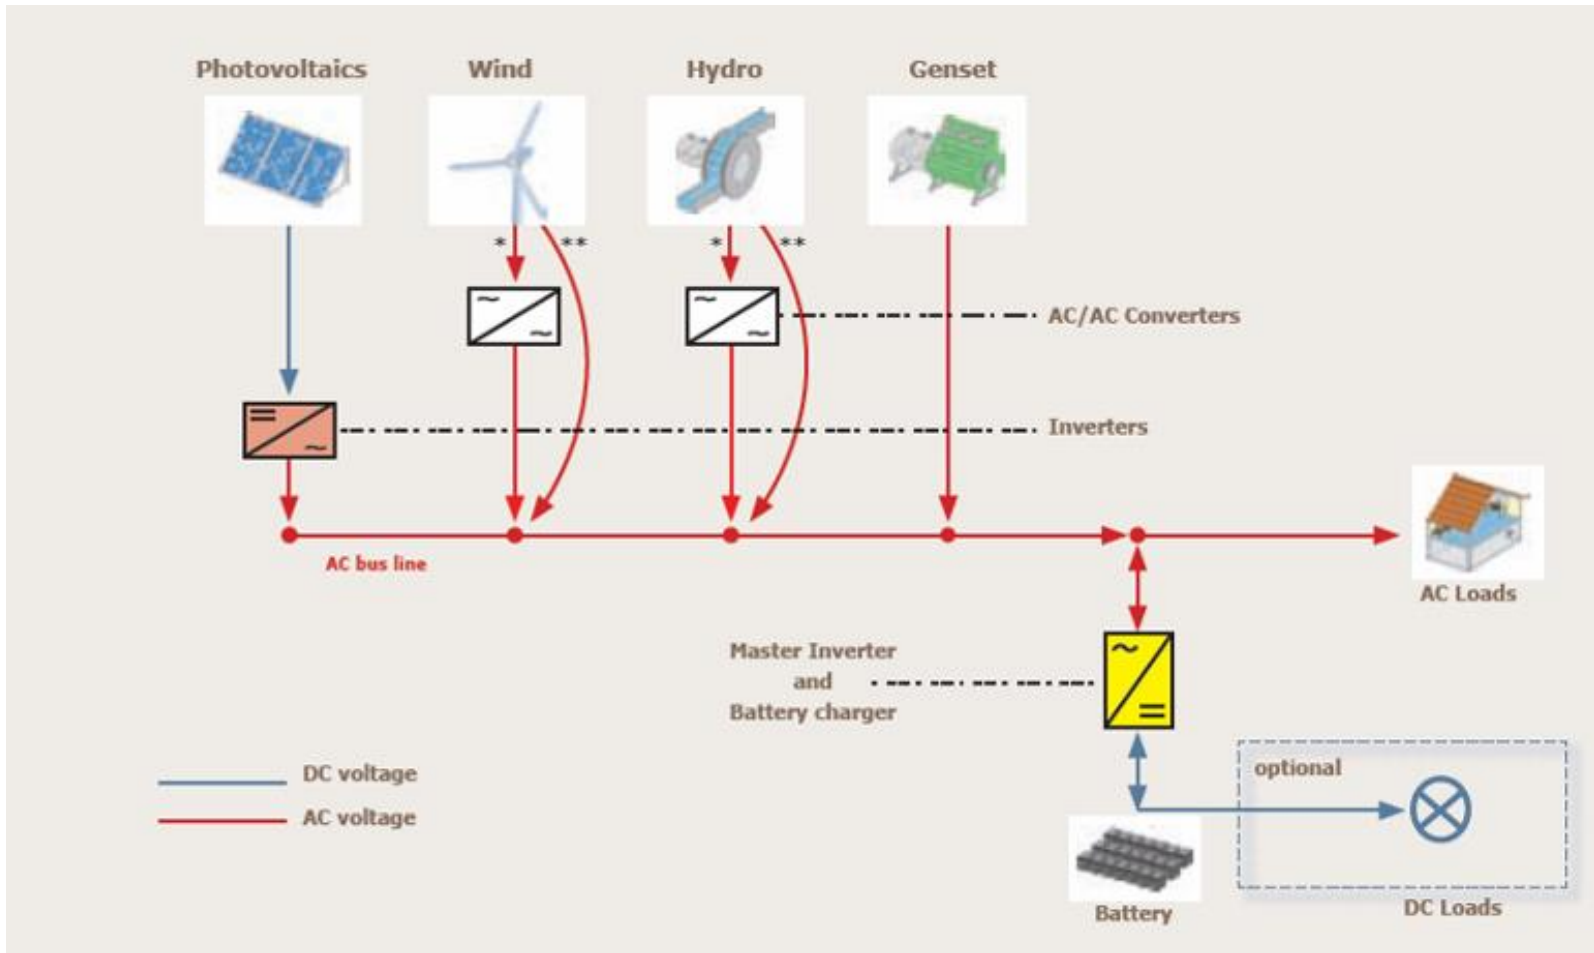 Photovoltaics
Wind
Hydro
Genset
*
**
*
**
AC/AC Converters
Inverters
AC bus line
AC Loads
Master Inverter
and
Battery charger
optional
DC voltage
AC voltage
Battery
DC Loads